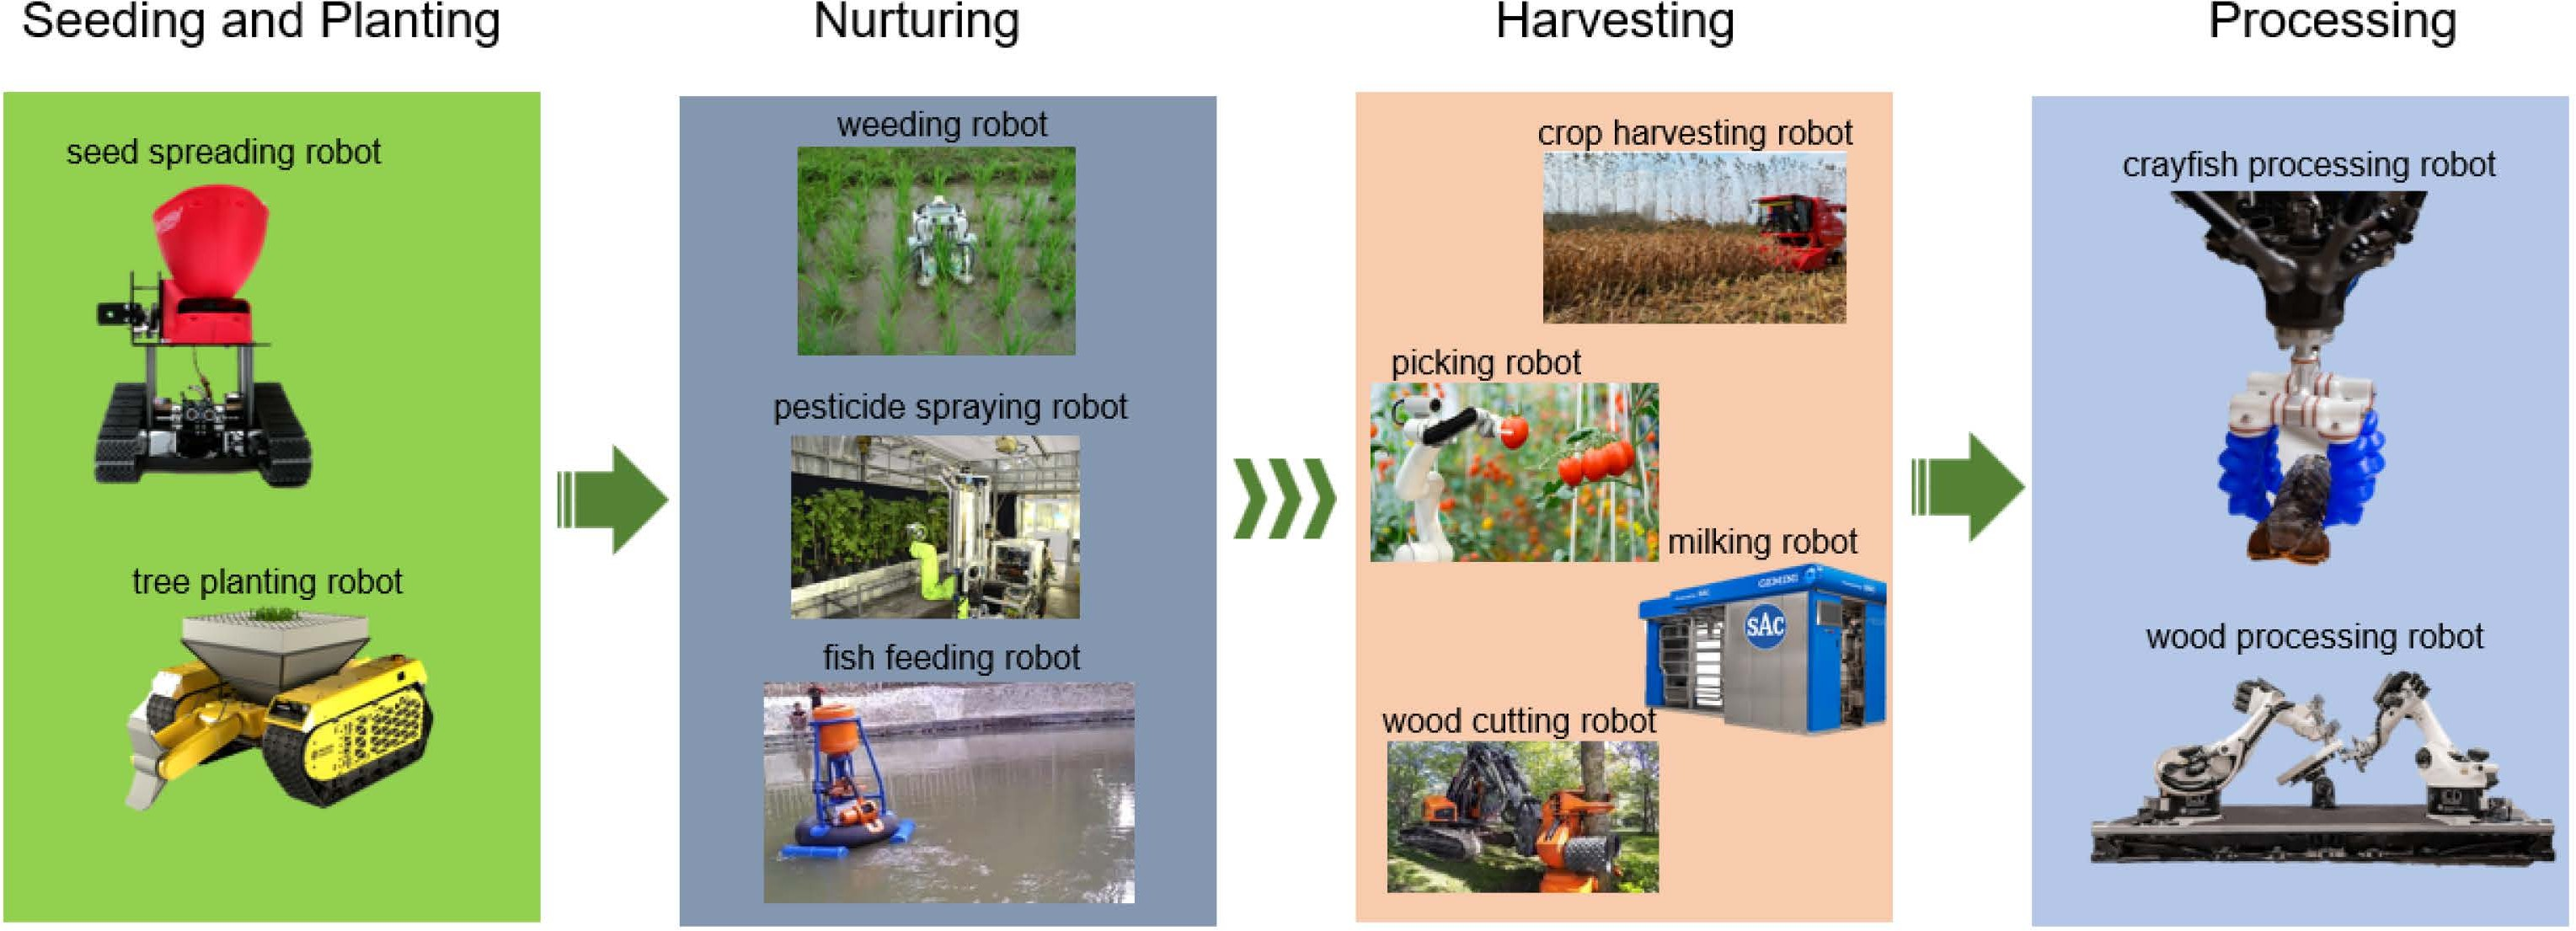 Seeding and Planting
Nurturing
Harvesting
Processing
seed spreading robot
tree planting robot
weeding robot
pesticide spraying robot
fish feeding robot
crop harvesting robot
picking robot
milking robot
GEMINI
SAC
wood cutting robot
crayfish processing robot
wood processing robot